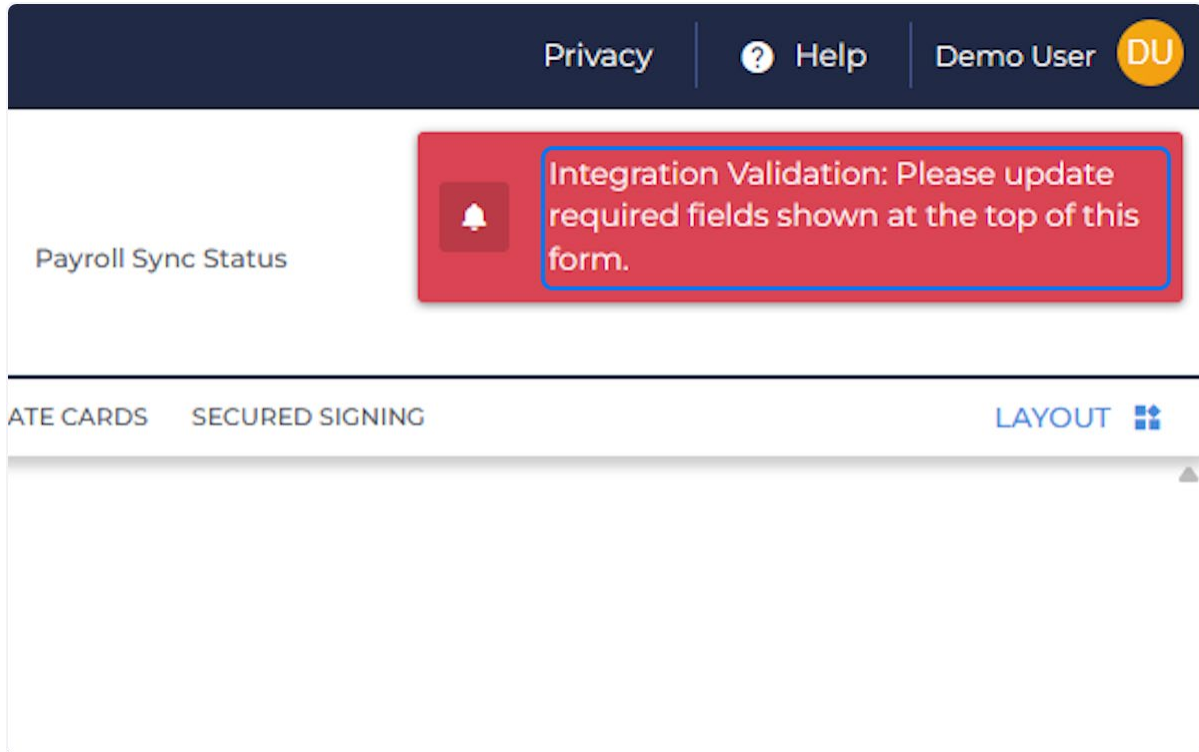 Privacy
Help
Demo User
DU
Integration Validation: Please update
required fields shown at the top of this
form.
Payroll Sync Status
ATE CARDS
SECURED SIGNING
LAYOUT